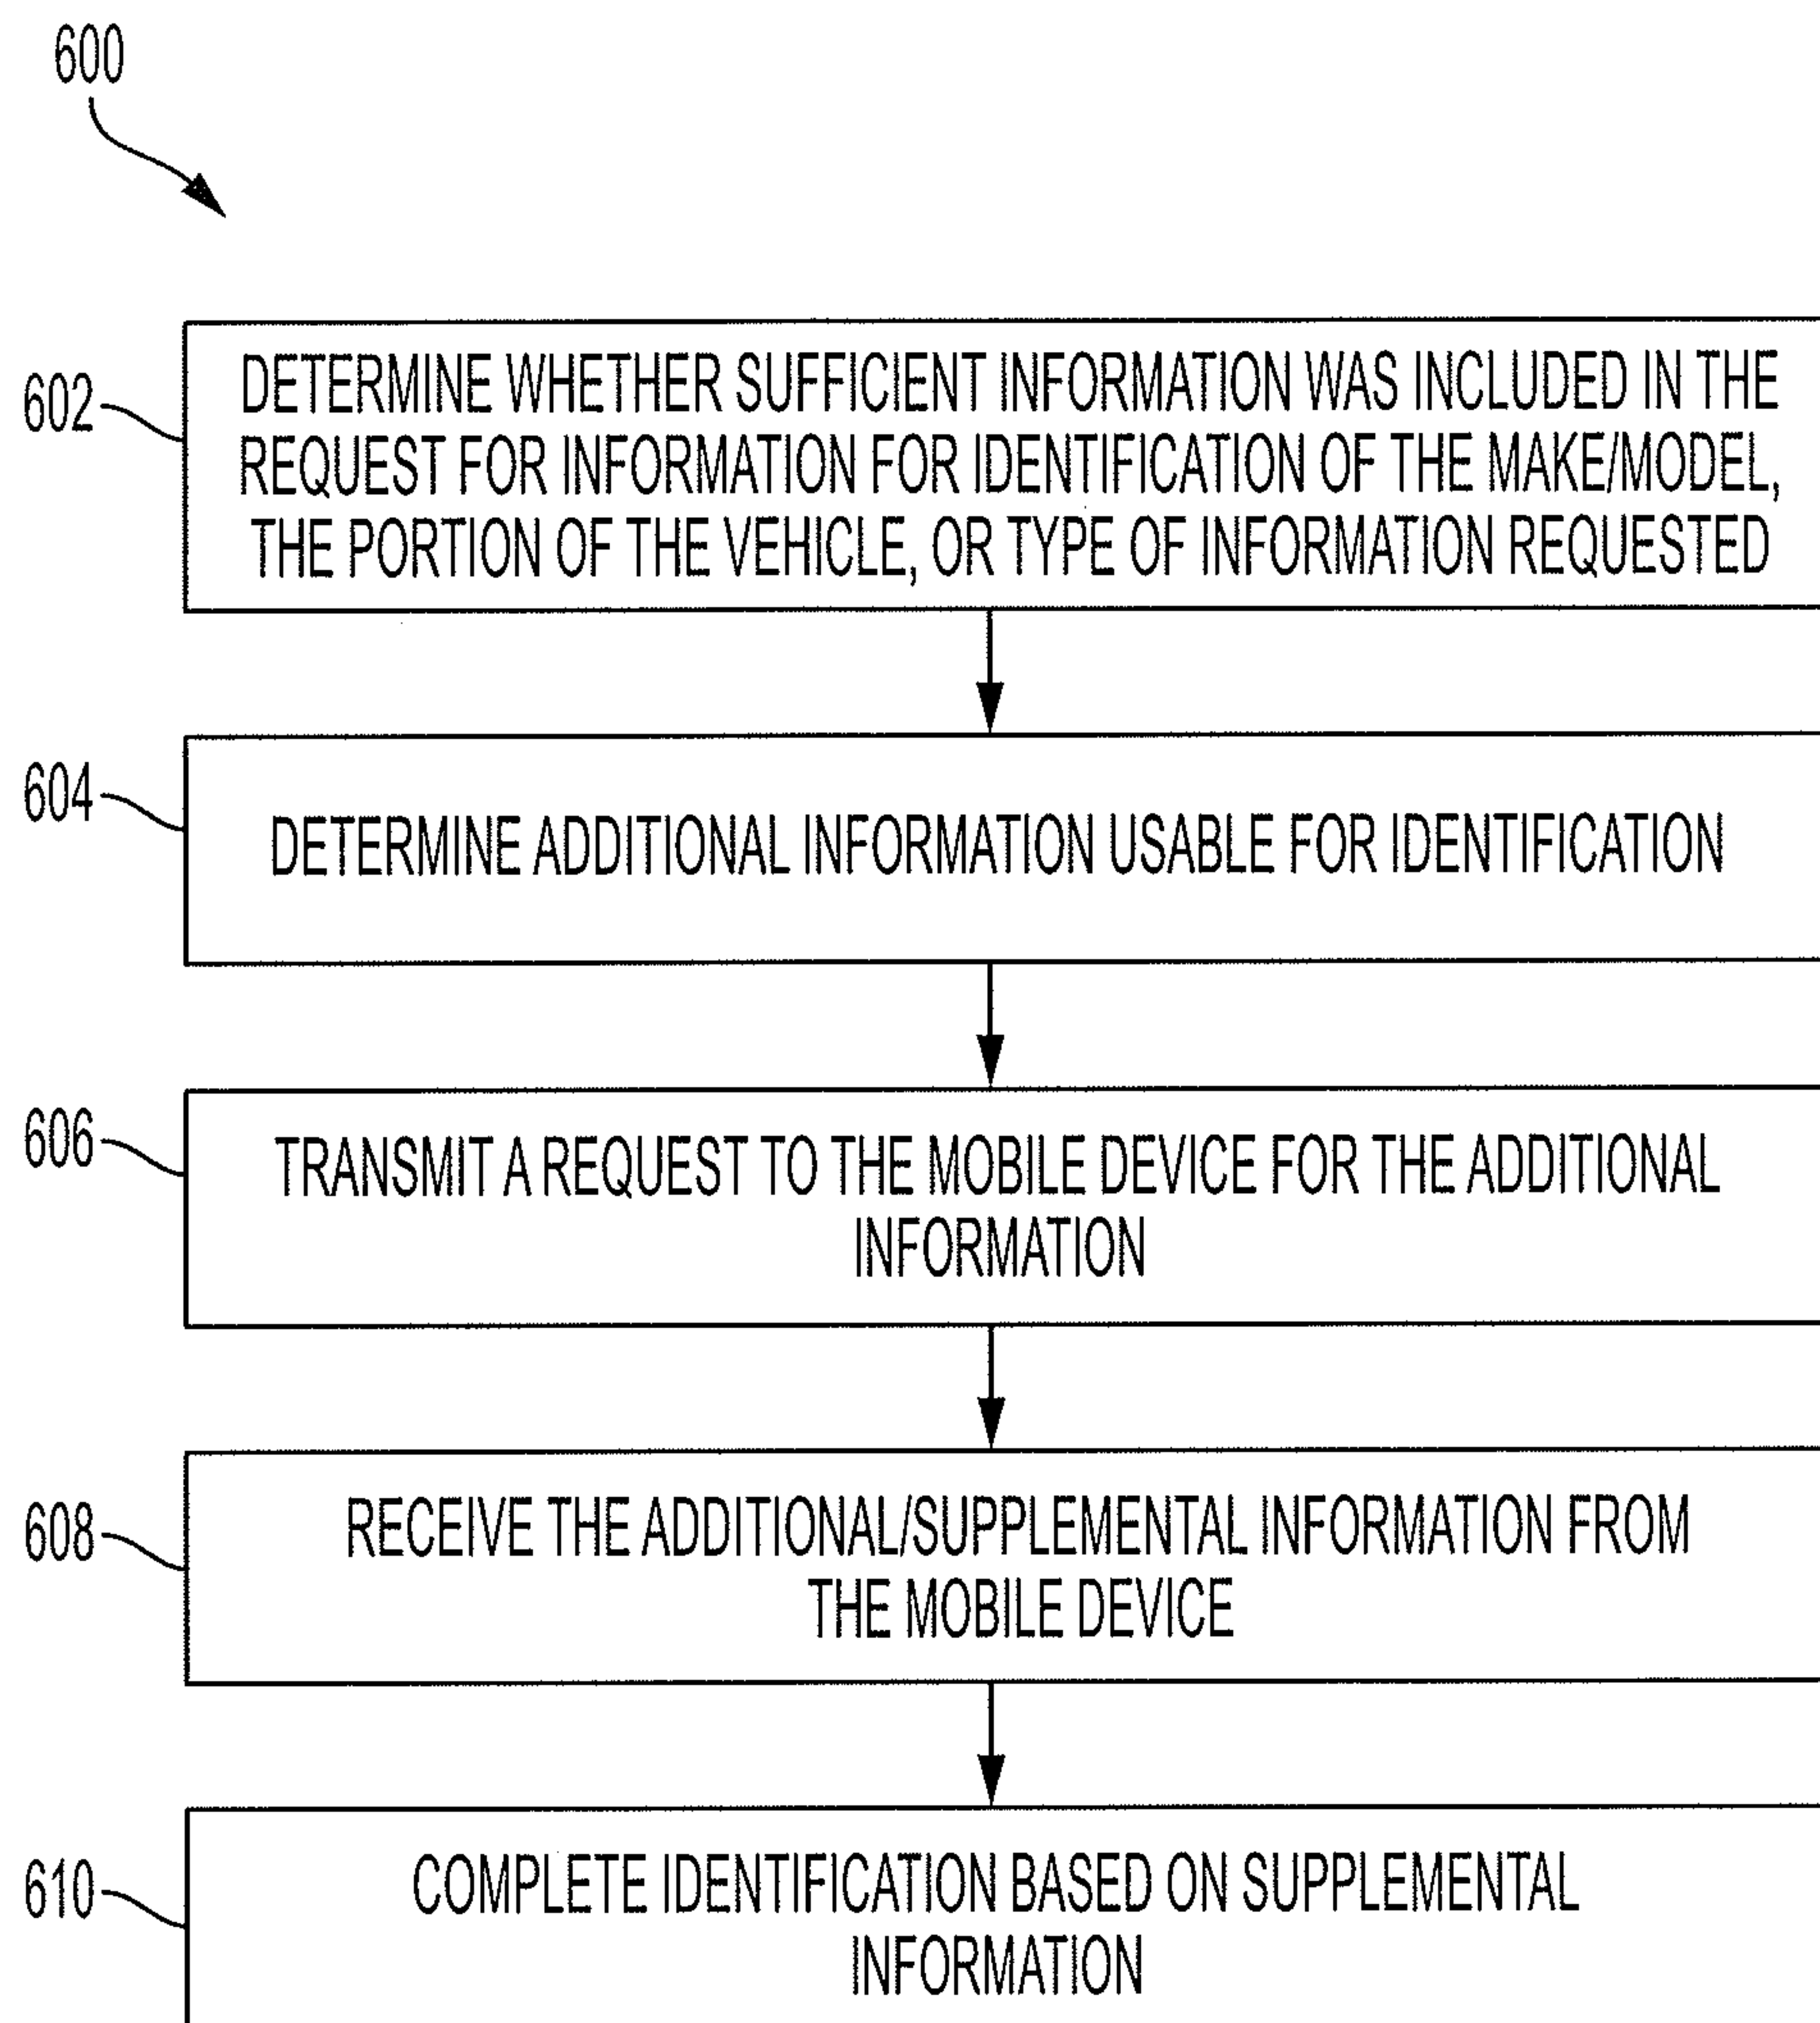 600
602
DETERMINE WHETHER SUFFICIENT INFORMATION WAS INCLUDED IN THE
REQUEST FOR INFORMATION FOR IDENTIFICATION OF THE MAKE/MODEL,
THE PORTION OF THE VEHICLE, OR TYPE OF INFORMATION REQUESTED
604
DETERMINE ADDITIONAL INFORMATION USABLE FOR IDENTIFICATION
606
TRANSMIT A REQUEST TO THE MOBILE DEVICE FOR THE ADDITIONAL
INFORMATION
608
RECEIVE THE ADDITIONAL/SUPPLEMENTAL INFORMATION FROM
THE MOBILE DEVICE
610
COMPLETE IDENTIFICATION BASED ON SUPPLEMENTAL
INFORMATION